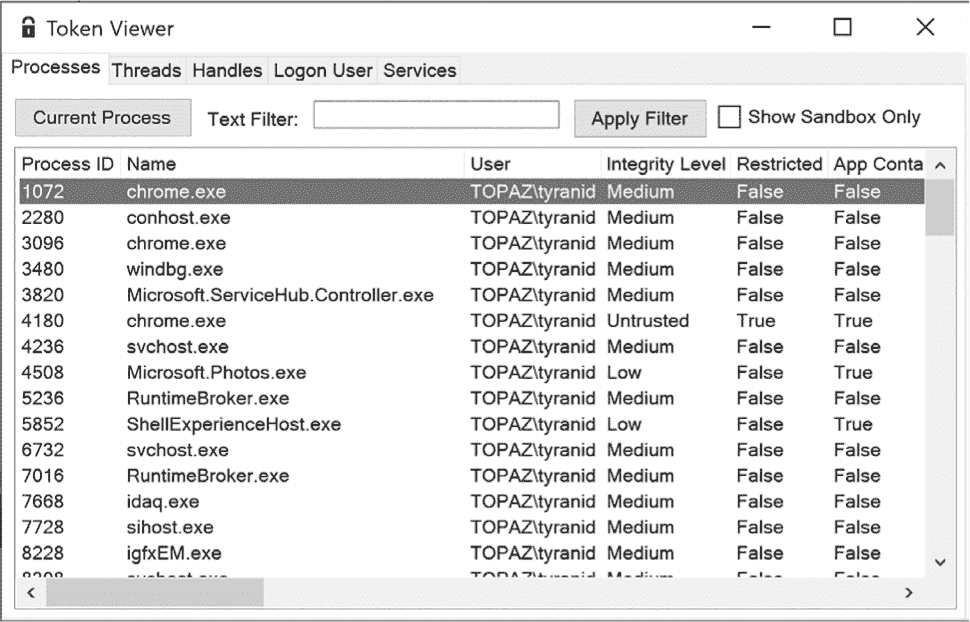 Token Viewer
Processes Threads Handles Logon User Services
Current Process Text Filter: Apply Filter Show Sandbox Only
Process ID Name User Integrity Level Restricted App Conta
1072 chrome.exe TOPAZ\tyranid Medium False False
2280 conhost.exe TOPAZ\tyranid Medium False False
3096 chrome.exe TOPAZ\tyranid Medium False False
3480 windbg.exe TOPAZ\tyranid Medium False False
3820 Microsoft.ServiceHub.Controller.exe TOPAZ\tyranid Medium False False
4180 chrome.exe TOPAZ\tyranid Untrusted True True
4236 svchost.exe TOPAZ\tyranid Medium False False
4508 Microsoft.Photos.exe TOPAZ\tyranid Low False True
5236 RuntimeBroker.exe TOPAZ\tyranid Medium False False
5852 ShellExperienceHost.exe TOPAZ\tyranid Low False True
6732 svchost.exe TOPAZ\tyranid Medium False False
7016 RuntimeBroker.exe TOPAZ\tyranid Medium False False
7668 idaq.exe TOPAZ\tyranid Medium False False
7728 sihost.exe TOPAZ\tyranid Medium False False
8228 igfxEM.exe TOPAZ\tyranid Medium False False